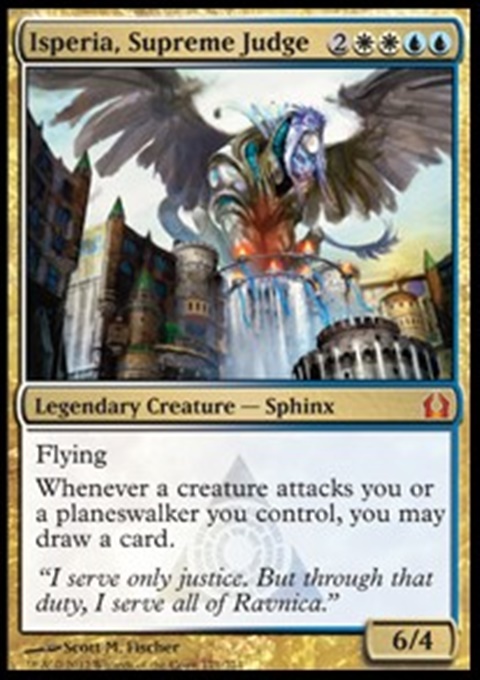 Isperia, Supreme Judge 2
Legendary Creature — Sphinx
Flying
Whenever a creature attacks you or
a planeswalker you control, you may
draw a card.
“I serve only justice. But through that
duty, I serve all of Ravnica.”
Scott M. Fischer
6/4